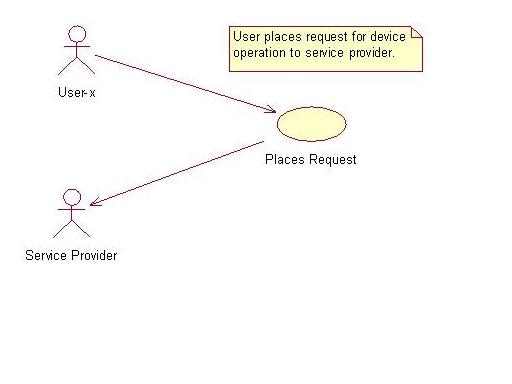 User places request for device
operation to service provider.
User-x
Places Request
Service Provider